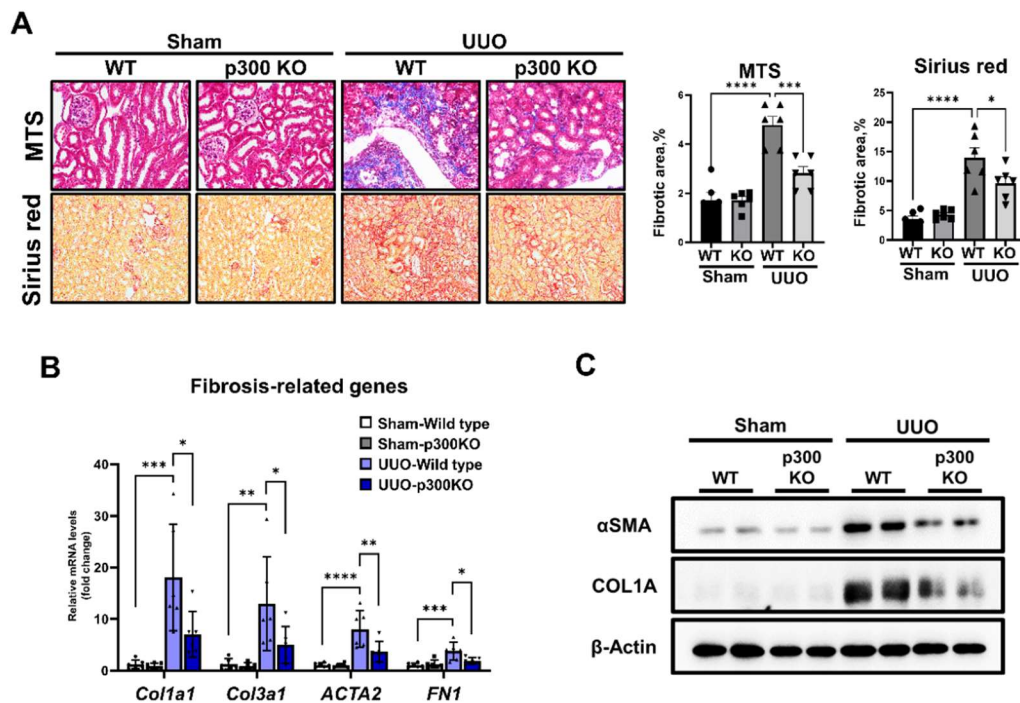 A
Sham
UUO
WT
p300 KO
WT
p300 KO
MTS
Sirius red
MTS
Fibrotic area,%
6
4
2
0
****
***
WT KO WT KO
Sham UUO
Sirius red
Fibrotic area,%
25
20
15
10
5
0
****
*
WT KO WT KO
Sham UUO
B
Fibrosis-related genes
Sham-Wild type
Sham-p300KO
UUO-Wild type
UUO-p300KO
Relative mRNA levels
(fold change)
40
30
20
10
0
***
*
**
*
****
**
***
*
Col1a1 Col3a1 ACTA2 FN1
C
Sham UUO
WT
p300
KO
WT
p300
KO
αSMA
COL1A
β-Actin